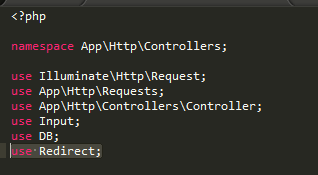 <?php
namespace App\Http\Controllers;
use Illuminate\Http\Request;
use App\Http\Requests;
use App\Http\Controllers\Controller;
use Input;
use DB;
use Redirect;